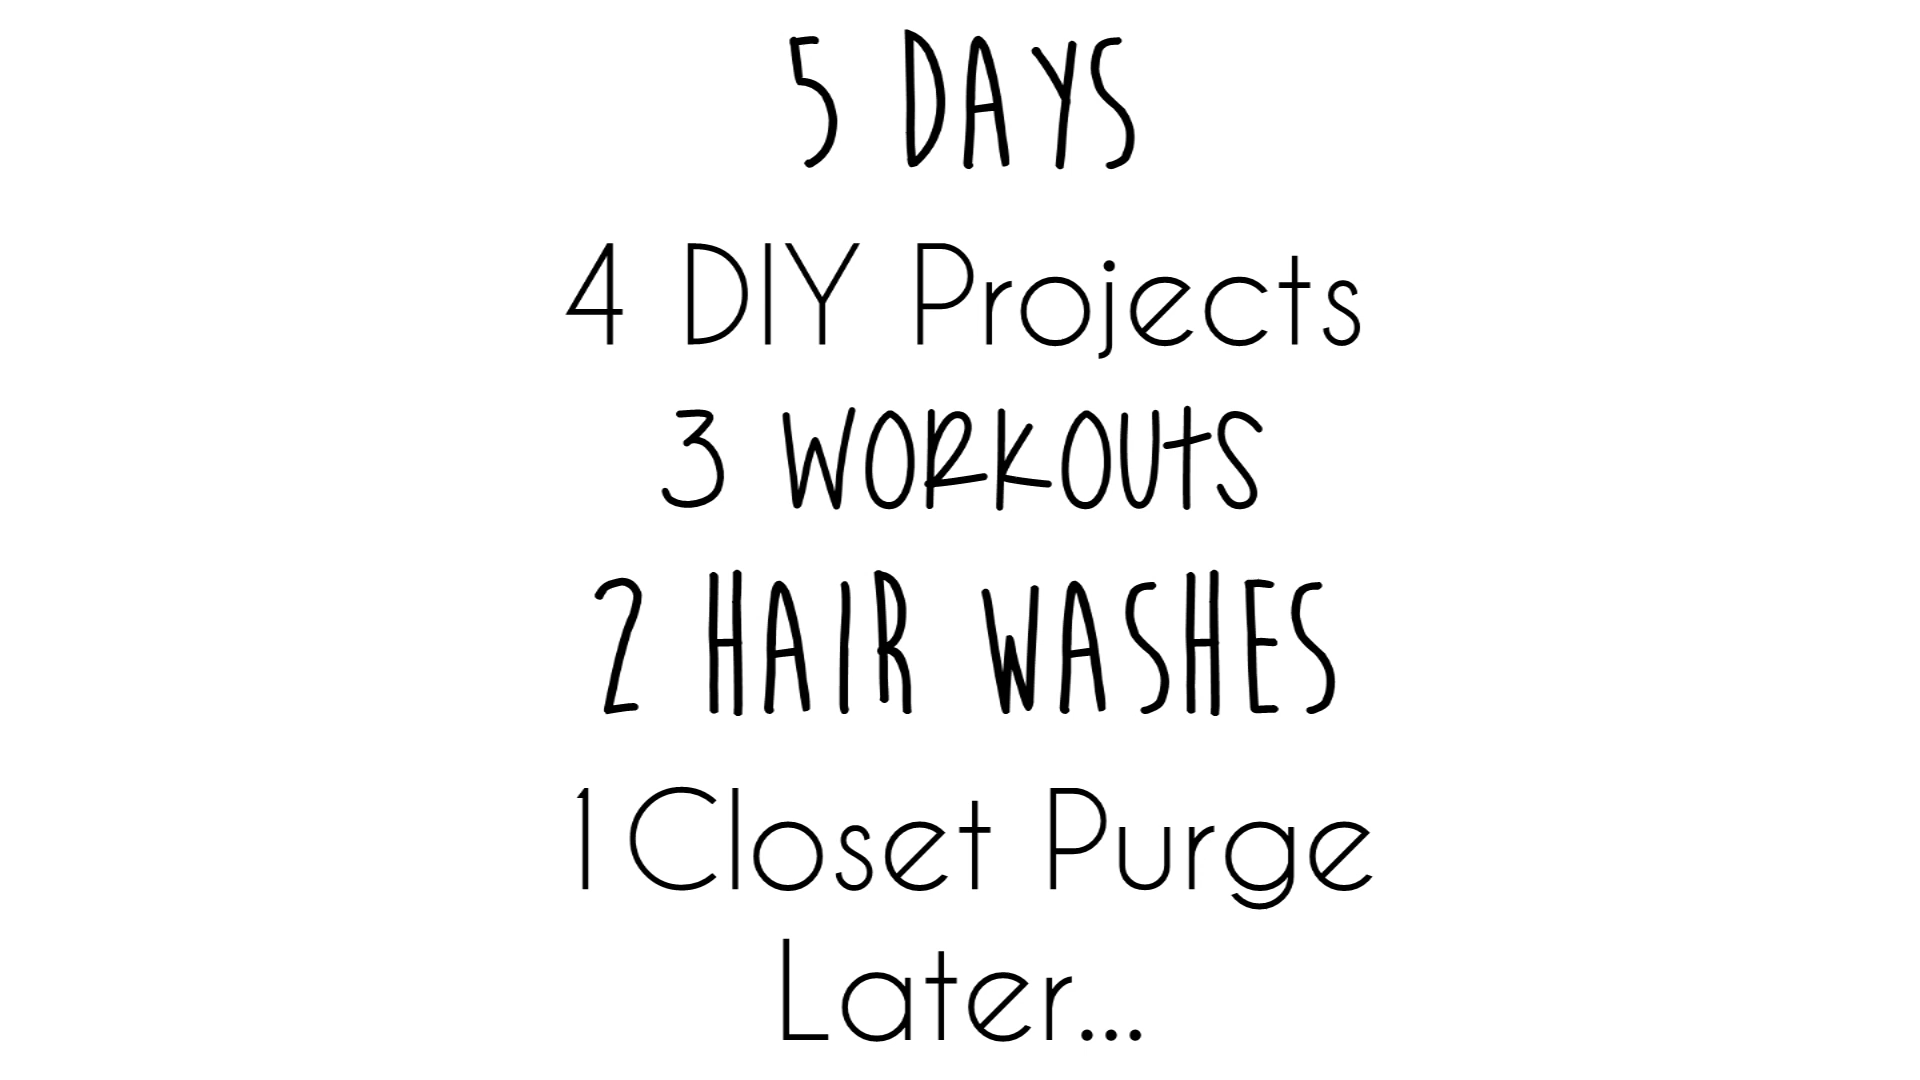 5 DAYS
4 DIY Projects
3 WORKOUtS
2 HAIR WASHES
1 Closet Purge
Later...